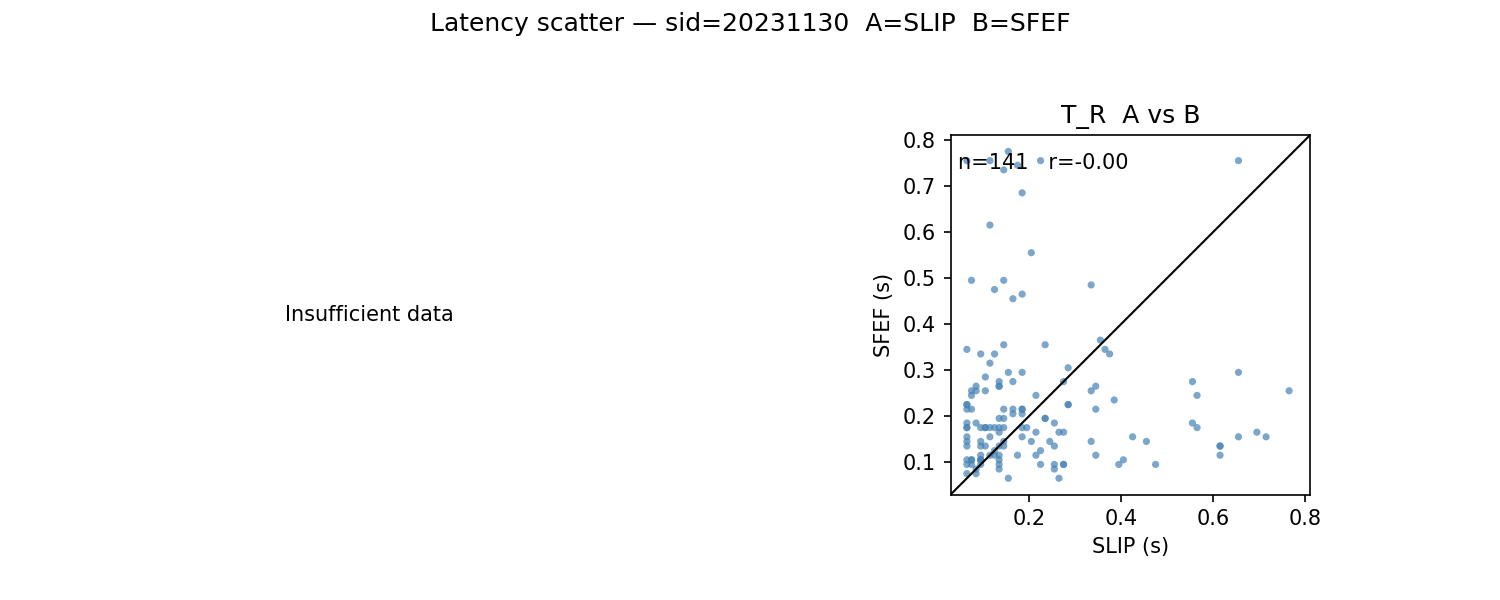 Latency scatter — sid=20231130  A=SLIP  B=SFEF
Insufficient data
T_R  A vs B
n=141   r=-0.00
0.8
0.7
0.6
0.5
0.4
0.3
0.2
0.1
SFEF (s)
0.2 0.4 0.6 0.8
SLIP (s)